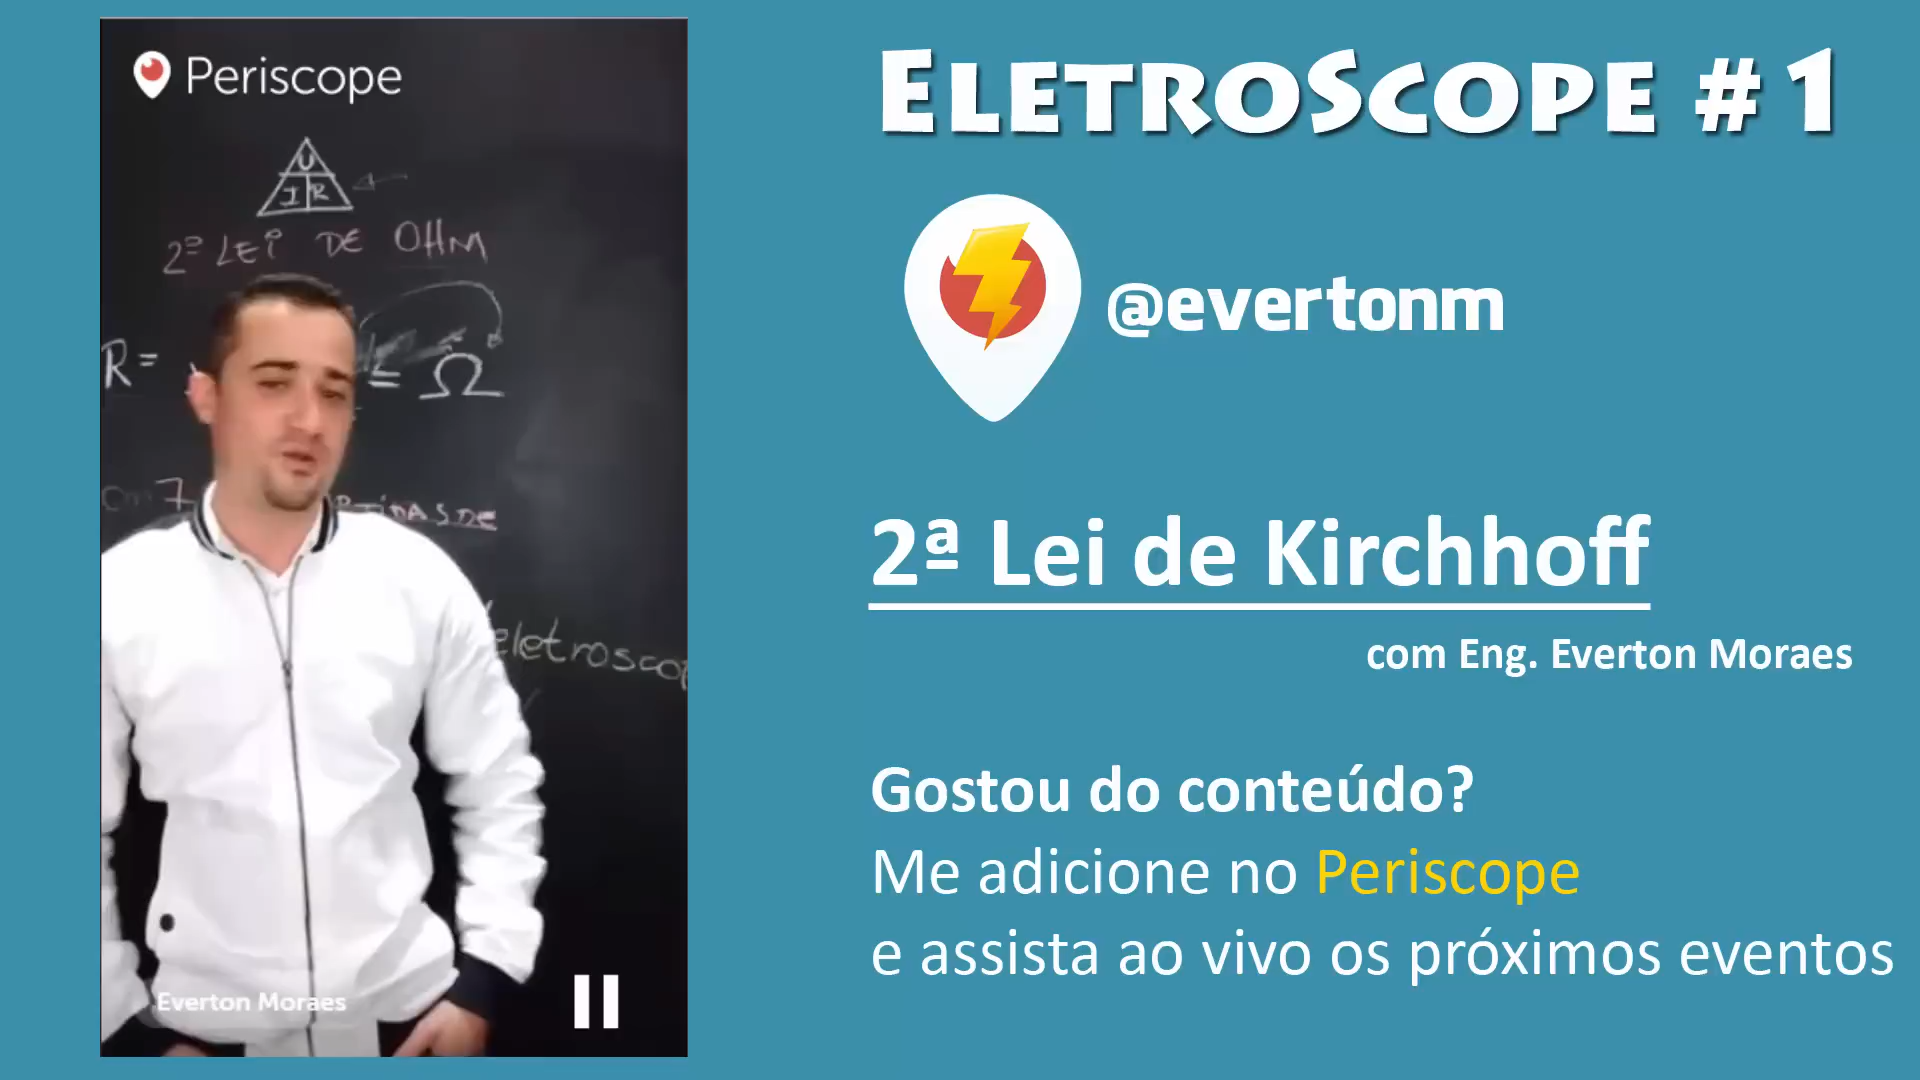 Periscope
U
I R
2ª LEI DE OHM
R=
= Ω
eletrosco
Everton Moraes
ELETROSCOPE #1
@evertonm
2ª Lei de Kirchhoff
com Eng. Everton Moraes
Gostou do conteúdo?
Me adicione no Periscope
e assista ao vivo os próximos eventos